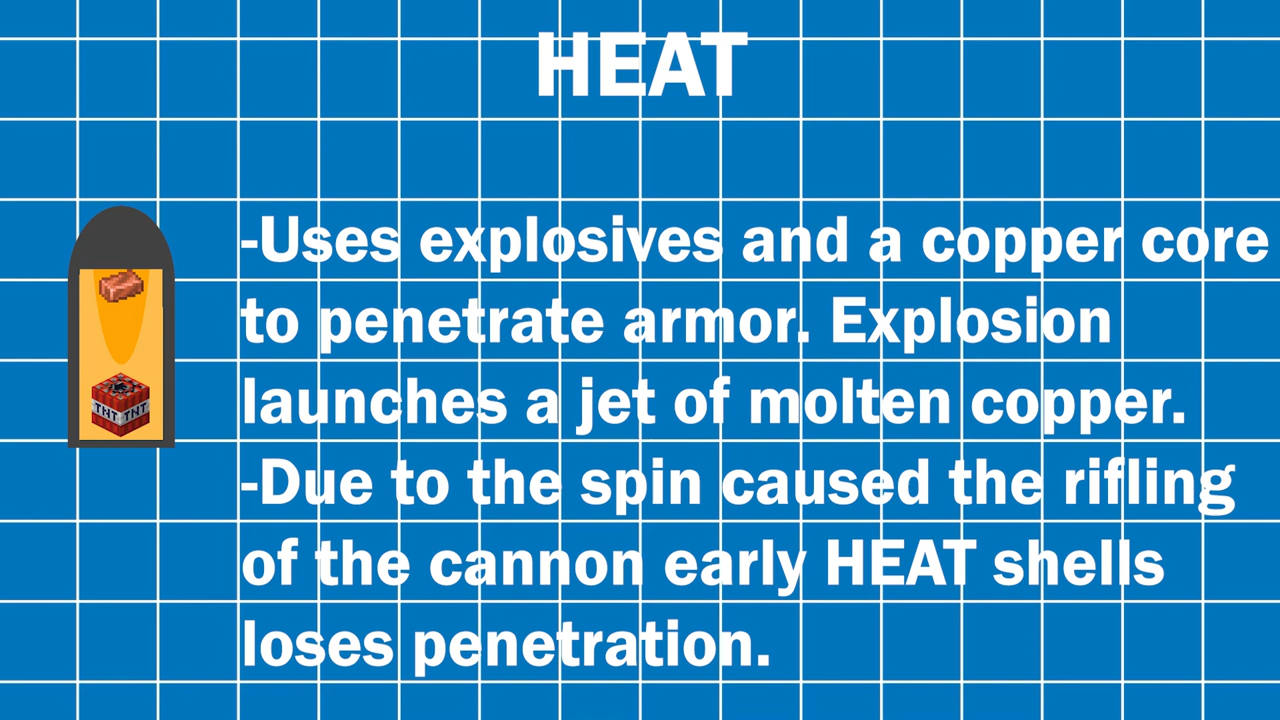 HEAT
-Uses explosives and a copper core
to penetrate armor. Explosion
launches a jet of molten copper.
-Due to the spin caused the rifling
of the cannon early HEAT shells
loses penetration.
TNT TNT